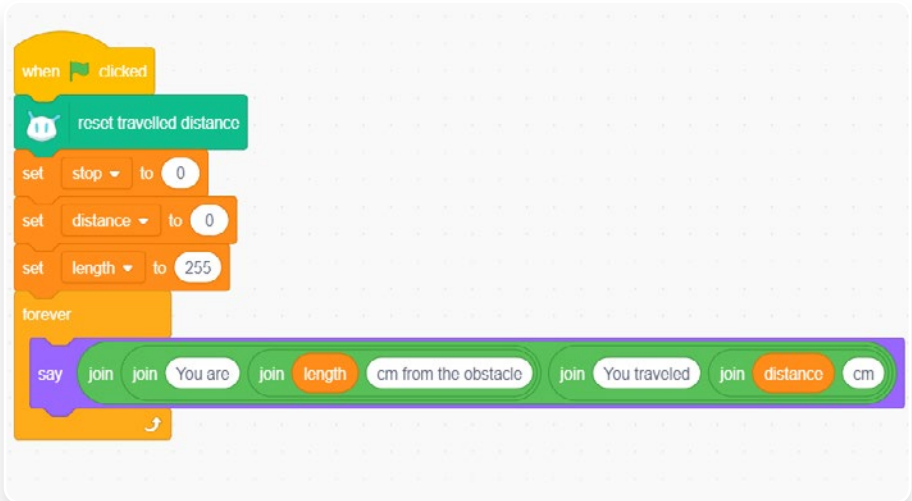 when clicked
reset travelled distance
set stop to 0
set distance to 0
set length to 255
forever
say join join You are join length cm from the obstacle join You traveled join distance cm